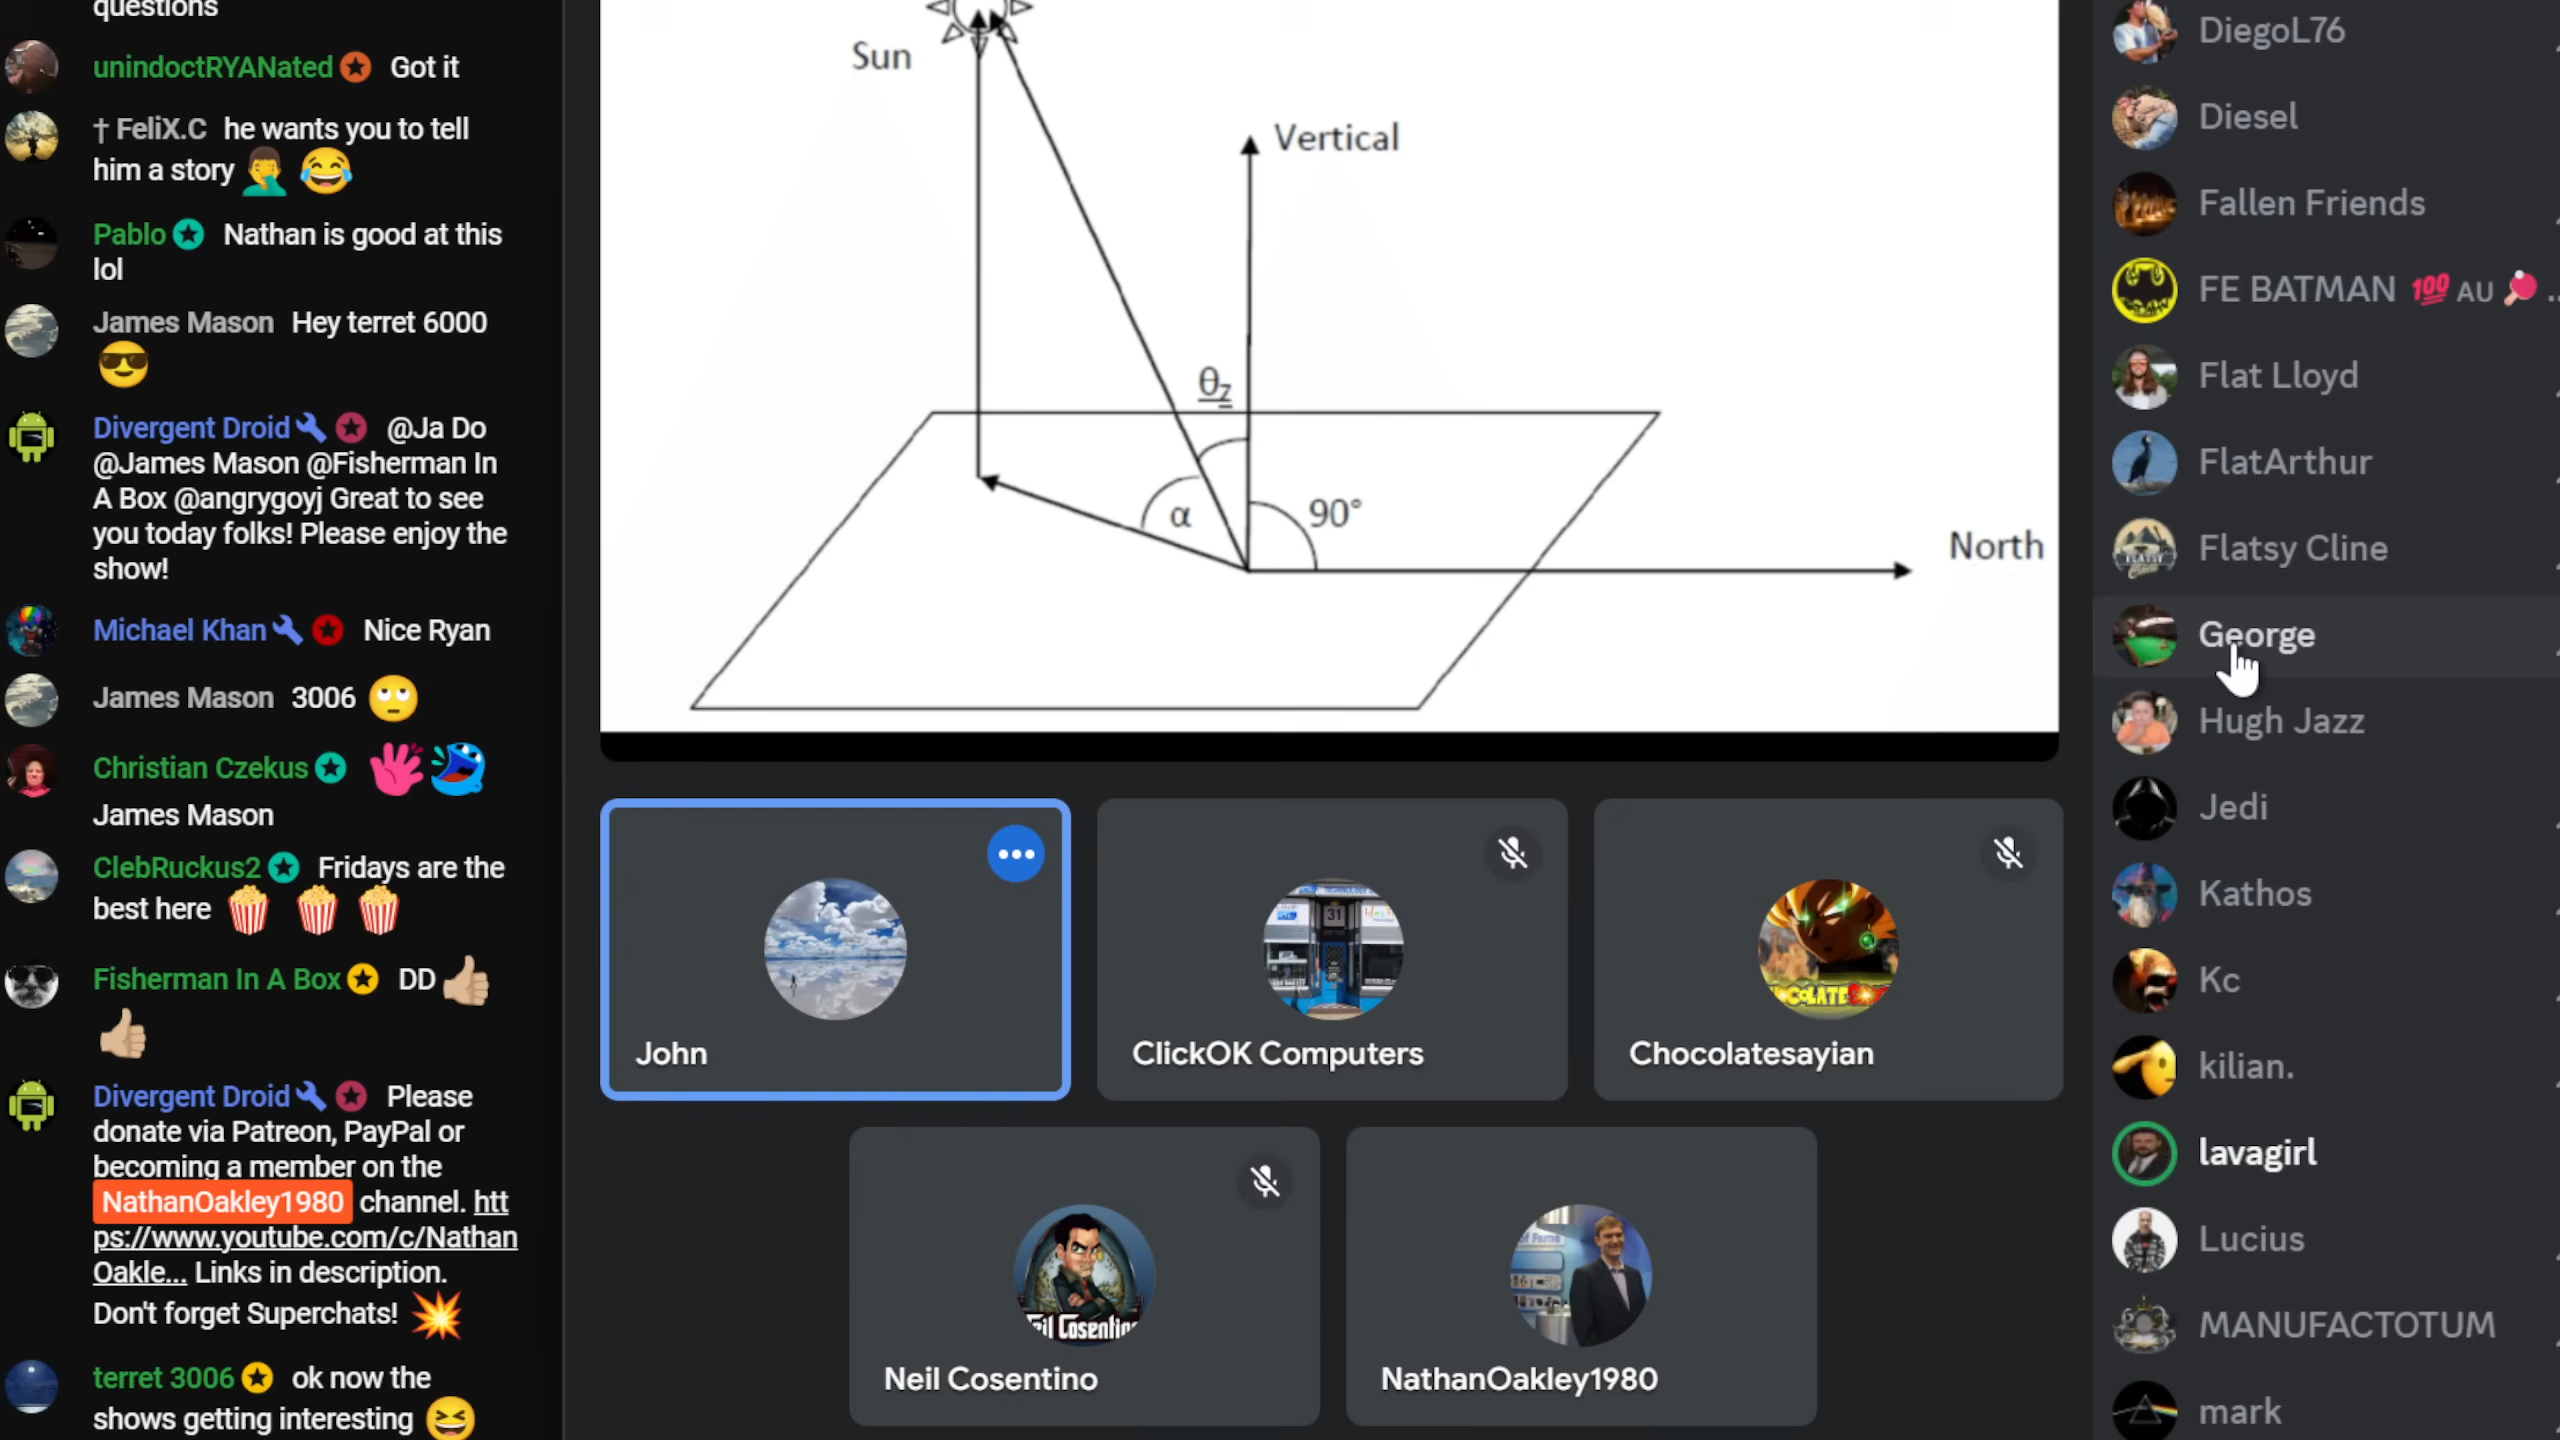 questions
unindoctRYANated Got it
† FeliX.C he wants you to tell
him a story 🤦‍♂️ 😂
Pablo Nathan is good at this
lol
James Mason Hey terret 6000
😎
Divergent Droid @Ja Do
@James Mason @Fisherman In
A Box @angrygoyj Great to see
you today folks! Please enjoy the
show!
Michael Khan Nice Ryan
James Mason 3006 🙄
Christian Czekus
James Mason
ClebRuckus2 Fridays are the
best here 🍿 🍿 🍿
Fisherman In A Box DD 👍🏼
👍🏼
Divergent Droid Please
donate via Patreon, PayPal or
becoming a member on the
NathanOakley1980 channel. htt
ps://www.youtube.com/c/Nathan
Oakle... Links in description.
Don't forget Superchats! 💥
terret 3006 ok now the
shows getting interesting 😆
Sun
Vertical
θz
α
90°
North
John
31
ClickOK Computers
Chocolatesayian
Neil Cosentino
Neil Cosentino
NathanOakley1980
DiegoL76
Diesel
Fallen Friends
FE BATMAN 💯 AU 🏓 ..
Flat Lloyd
FlatArthur
Flatsy Cline
George
Hugh Jazz
Jedi
Kathos
Kc
kilian.
lavagirl
Lucius
MANUFACTOTUM
mark